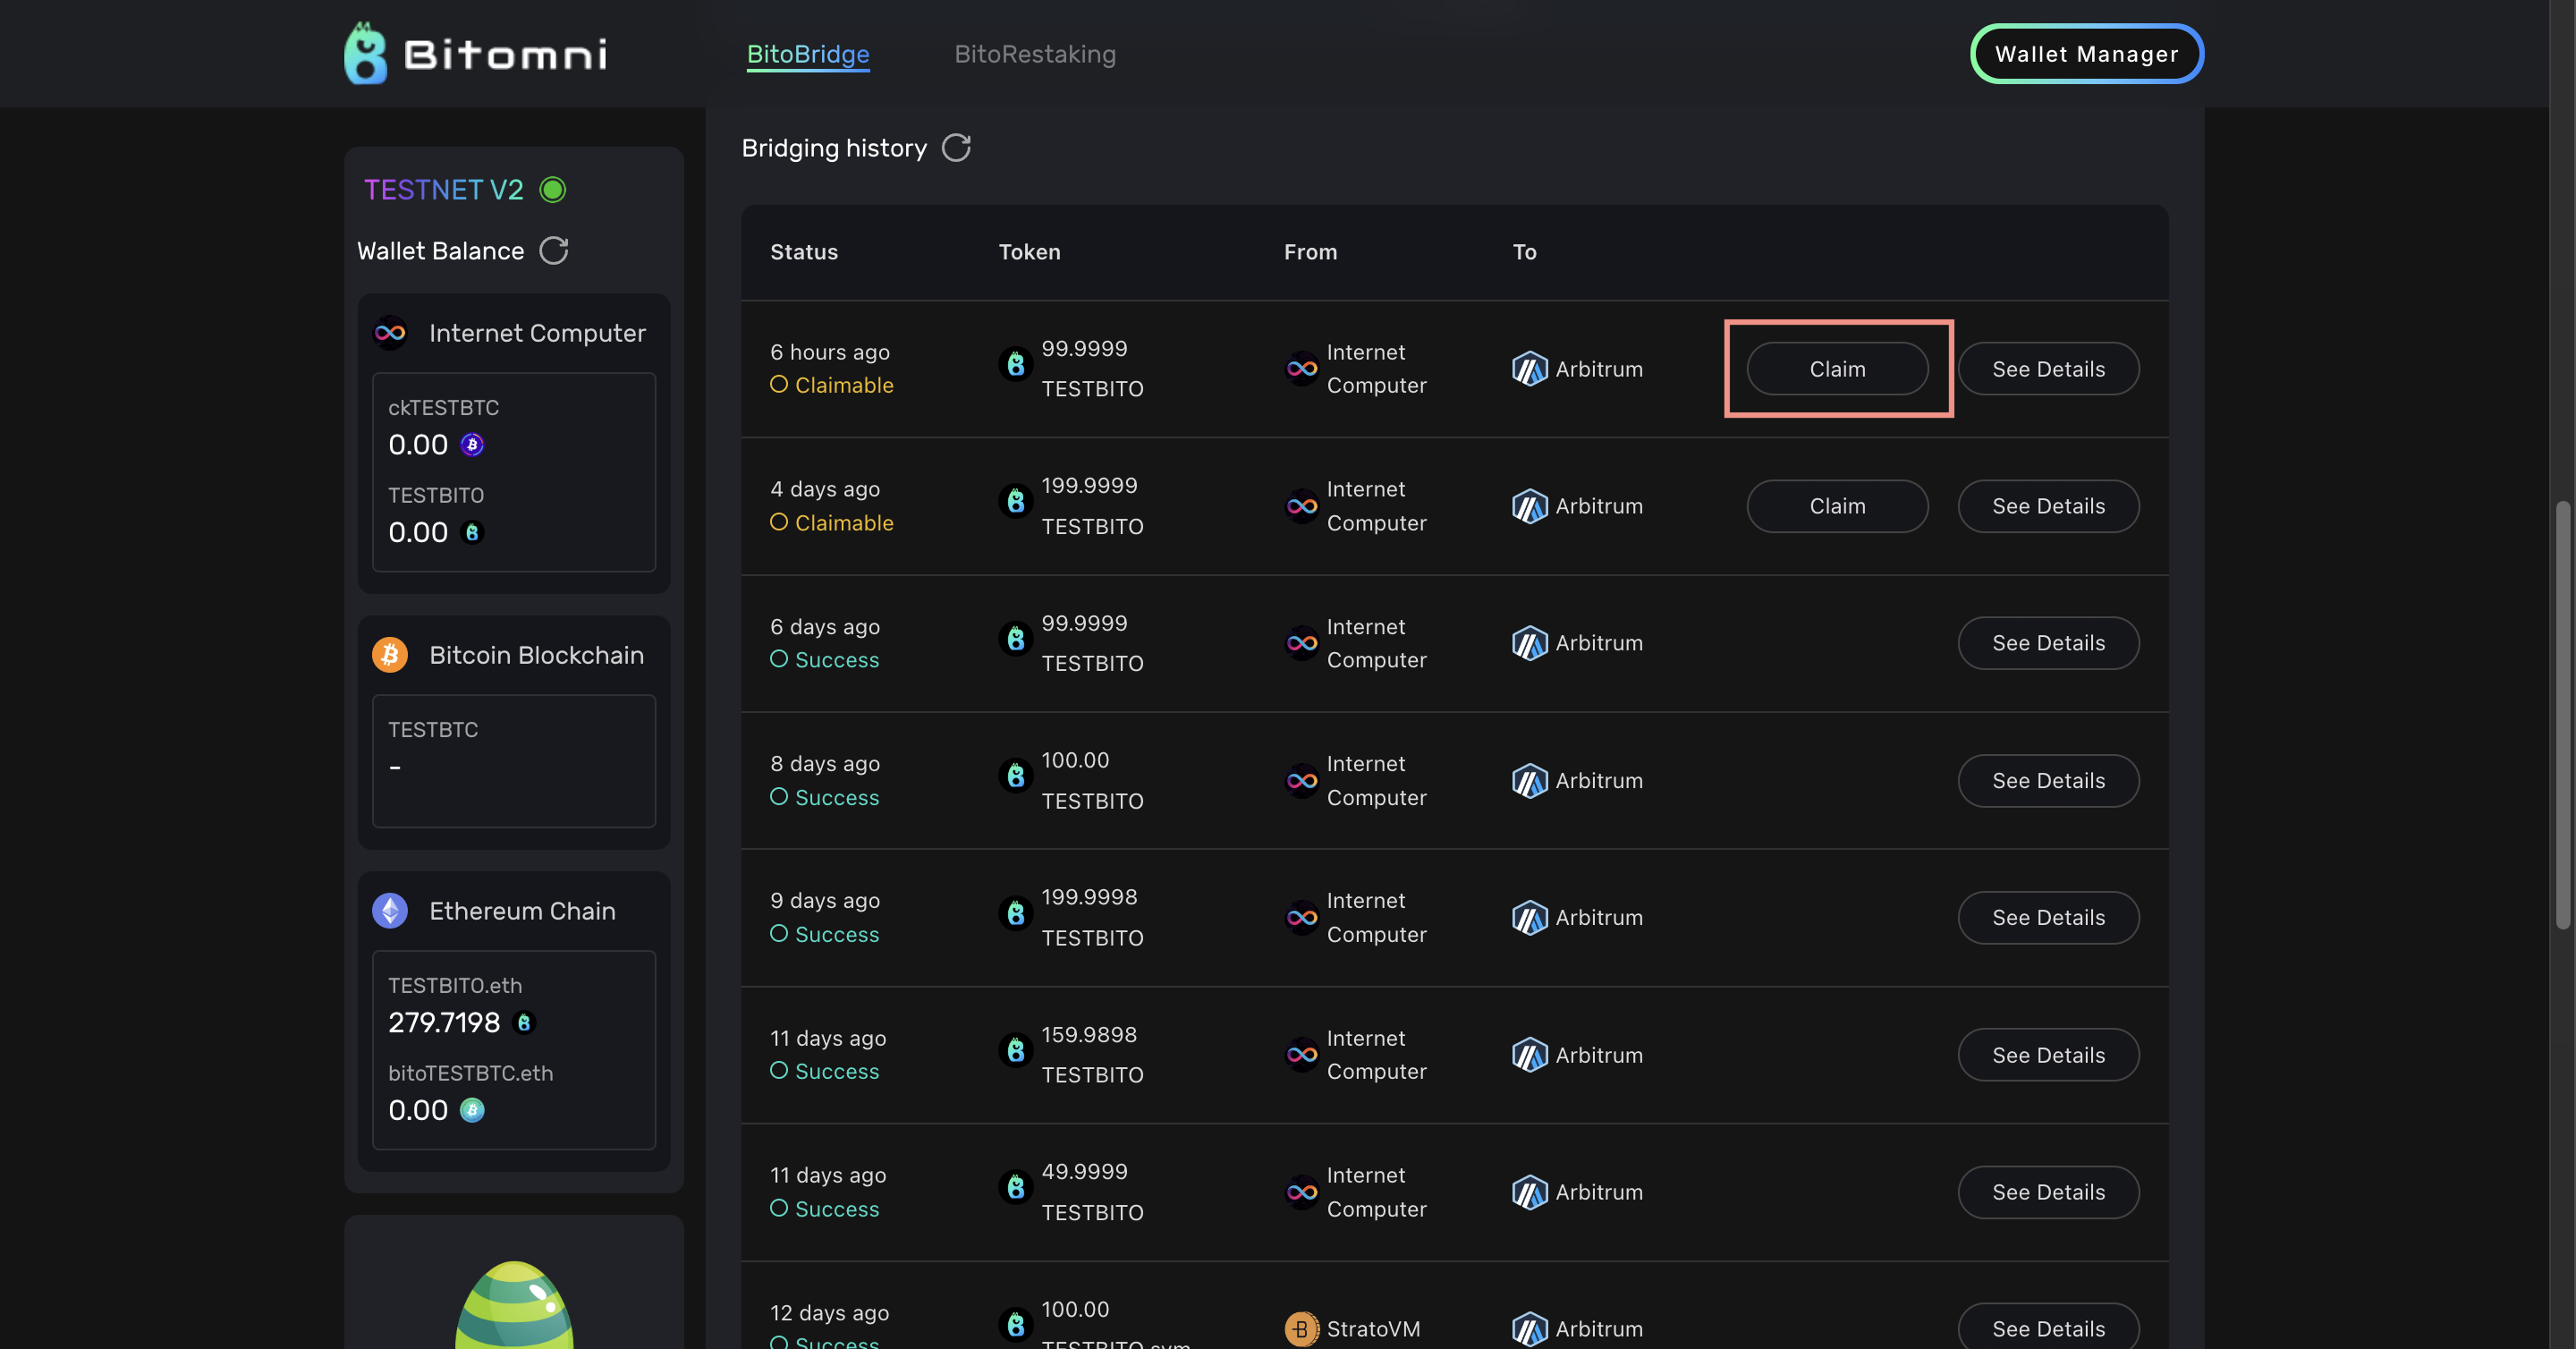 Bitomni
BitoBridge
BitoRestaking
Wallet Manager
TESTNET V2
Wallet Balance
Internet Computer
ckTESTBTC
0.00
TESTBITO
0.00
Bitcoin Blockchain
TESTBTC
-
Ethereum Chain
TESTBITO.eth
279.7198
bitoTESTBTC.eth
0.00
Bridging history
Status Token From To
6 hours ago
Claimable
99.9999
TESTBITO
Internet
Computer
Arbitrum
Claim
See Details
4 days ago
Claimable
199.9999
TESTBITO
Internet
Computer
Arbitrum
Claim
See Details
6 days ago
Success
99.9999
TESTBITO
Internet
Computer
Arbitrum
See Details
8 days ago
Success
100.00
TESTBITO
Internet
Computer
Arbitrum
See Details
9 days ago
Success
199.9998
TESTBITO
Internet
Computer
Arbitrum
See Details
11 days ago
Success
159.9898
TESTBITO
Internet
Computer
Arbitrum
See Details
11 days ago
Success
49.9999
TESTBITO
Internet
Computer
Arbitrum
See Details
12 days ago
Success
100.00
TESTBITO.svm
StratoVM
Arbitrum
See Details